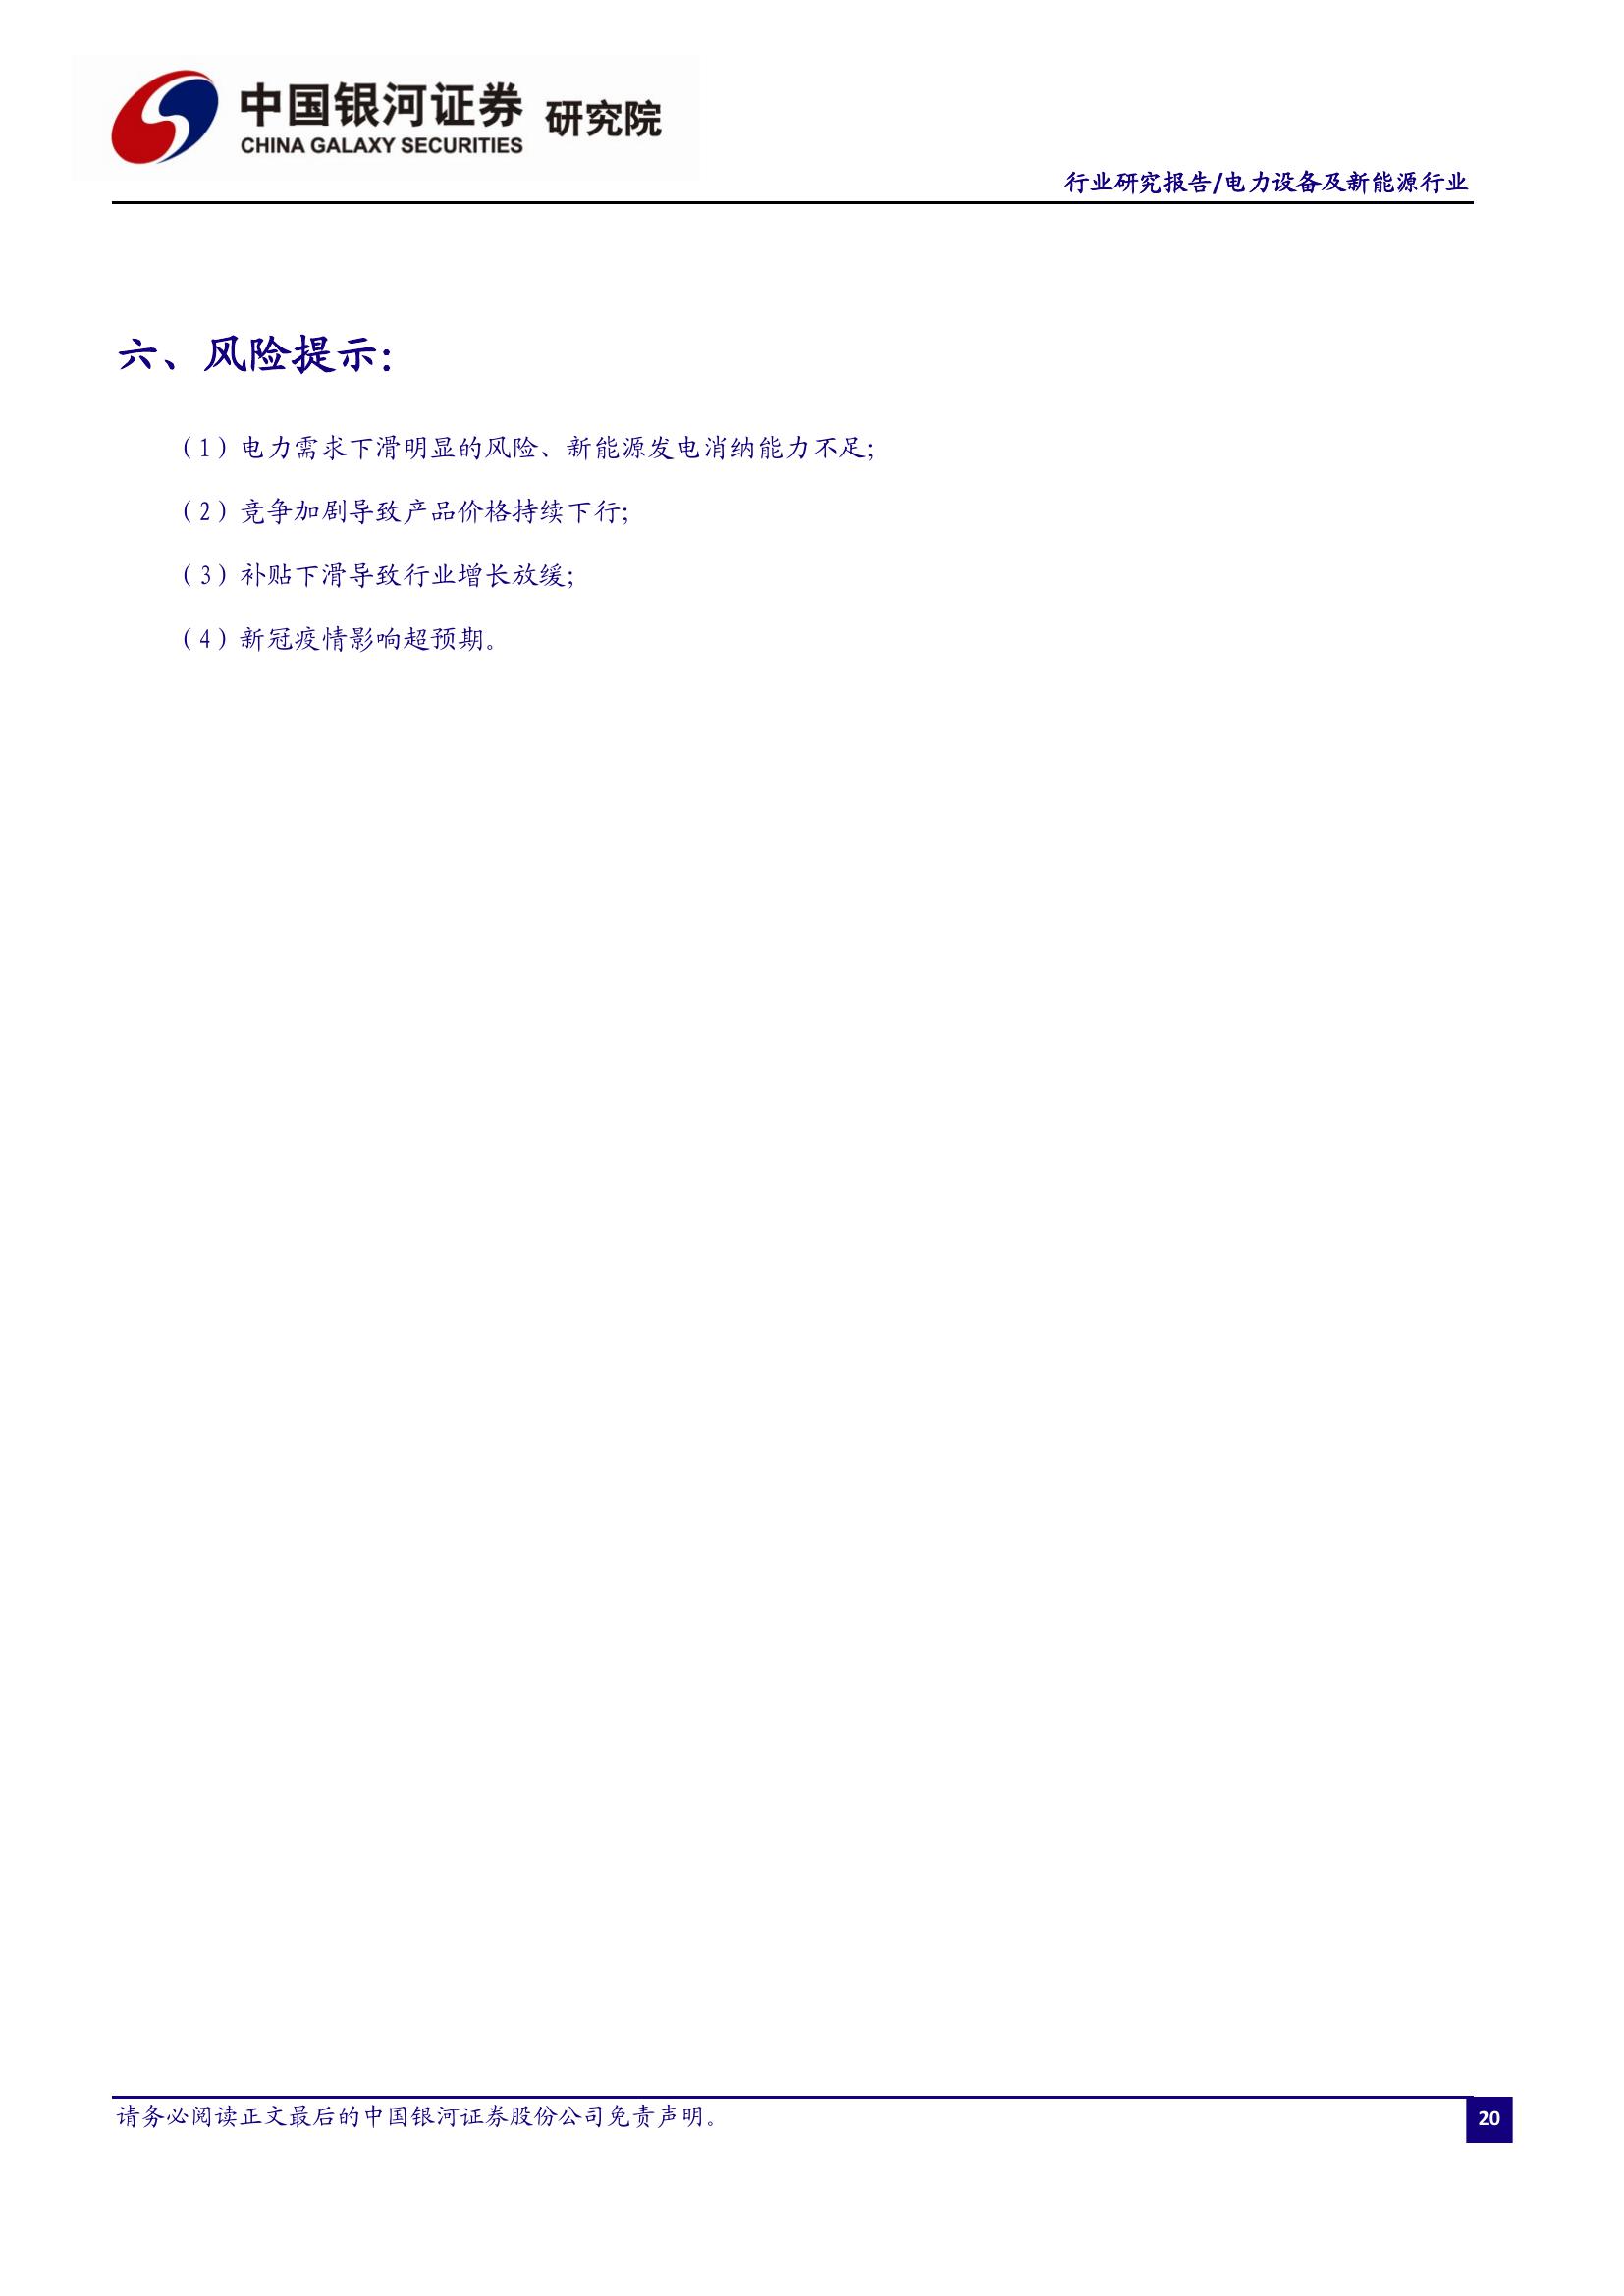 中国银河证券 研究院
CHINA GALAXY SECURITIES
行业研究报告/电力设备及新能源行业
六、风险提示：
（1）电力需求下滑明显的风险、新能源发电消纳能力不足；
（2）竞争加剧导致产品价格持续下行；
（3）补贴下滑导致行业增长放缓；
（4）新冠疫情影响超预期。
请务必阅读正文最后的中国银河证券股份公司免责声明。
20